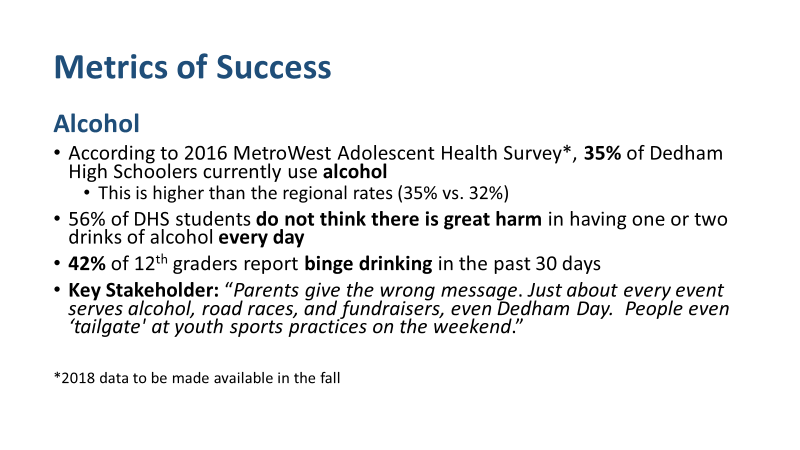 Metrics of Success
Alcohol
• According to 2016 MetroWest Adolescent Health Survey*, 35% of Dedham
High Schoolers currently use alcohol
• This is higher than the regional rates (35% vs. 32%)
• 56% of DHS students do not think there is great harm in having one or two
drinks of alcohol every day
• 42% of 12th graders report binge drinking in the past 30 days
• Key Stakeholder: “Parents give the wrong message. Just about every event
serves alcohol, road races, and fundraisers, even Dedham Day.  People even
‘tailgate' at youth sports practices on the weekend.”
*2018 data to be made available in the fall